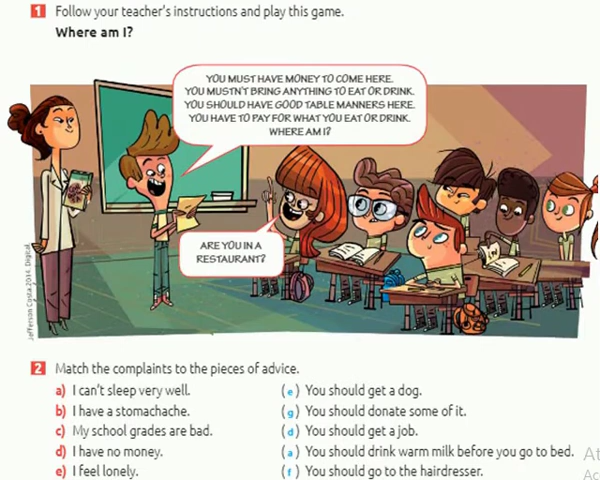 1 Follow your teacher's instructions and play this game.
Where am I?
YOU MUST HAVE MONEY TO COME HERE.
YOU MUSTN'T BRING ANYTHING TO EAT OR DRINK.
YOU SHOULD HAVE GOOD TABLE MANNERS HERE.
YOU HAVE TO PAY FOR WHAT YOU EAT OR DRINK.
WHERE AM I?
ARE YOU IN A
RESTAURANT?
Jefferson Costa. 2014. Digital.
2 Match the complaints to the pieces of advice.
a) I can't sleep very well. (e) You should get a dog.
b) I have a stomachache. (g) You should donate some of it.
c) My school grades are bad. (d) You should get a job.
d) I have no money. (a) You should drink warm milk before you go to bed.
e) I feel lonely. (f) You should go to the hairdresser.